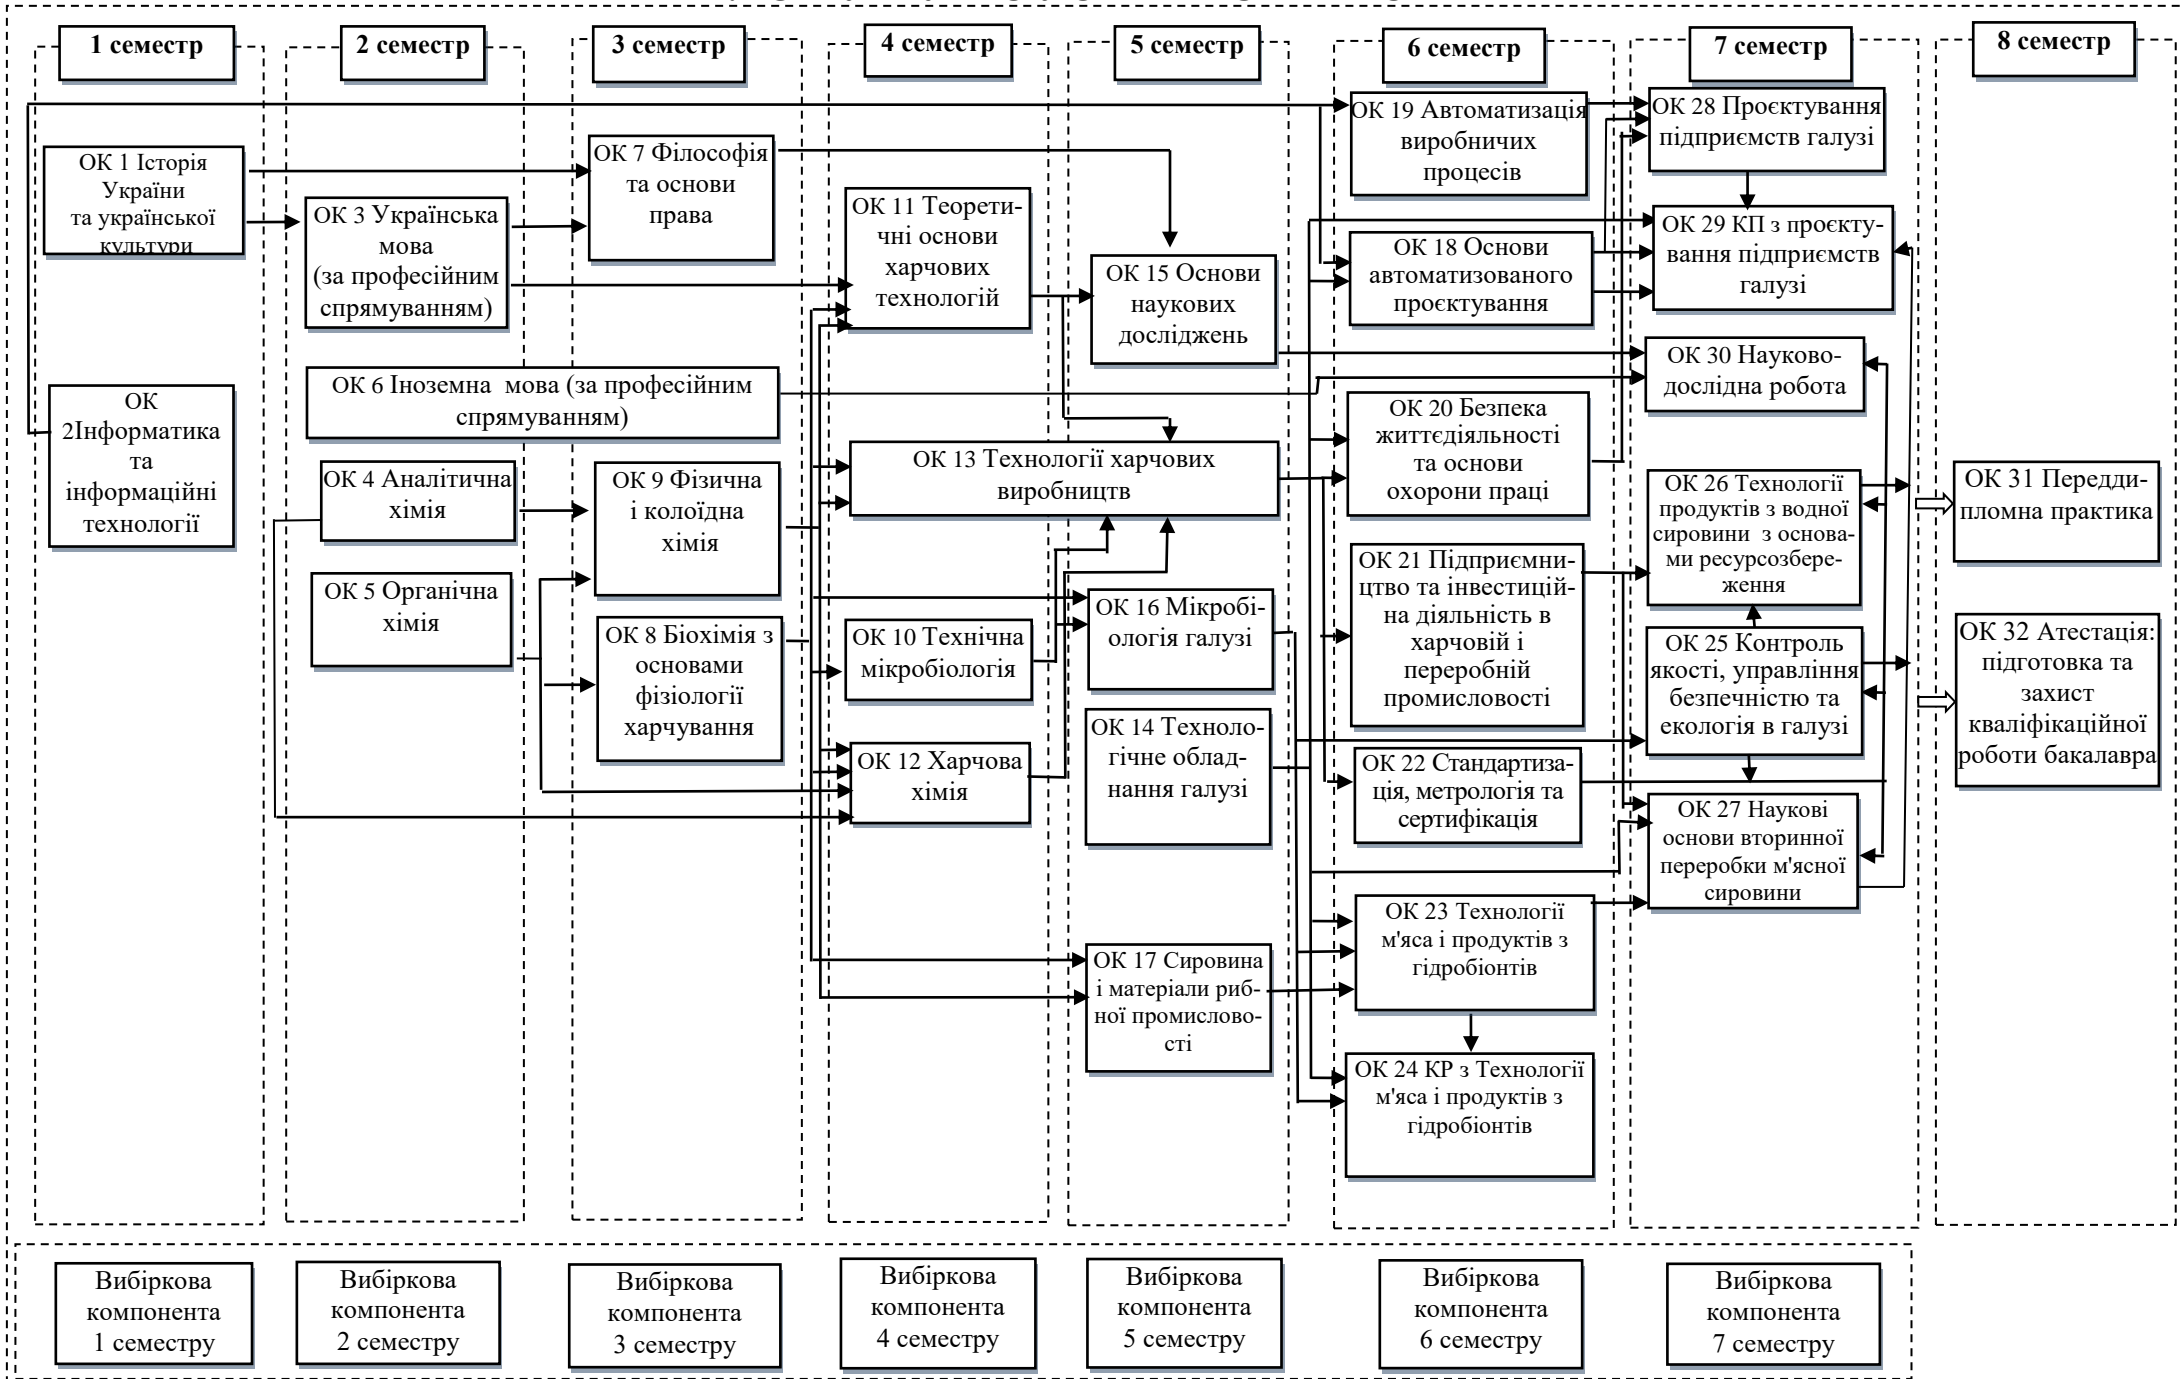 1 семестр
2 семестр
3 семестр
4 семестр
5 семестр
6 семестр
7 семестр
8 семестр
ОК 1 Історія
України
та української
культури
ОК
2Інформатика
та
інформаційні
технології
ОК 3 Українська
мова
(за професійним
спрямуванням)
ОК 6 Іноземна мова (за професійним
спрямуванням)
ОК 4 Аналітична
хімія
ОК 5 Органічна
хімія
ОК 7 Філософія
та основи
права
ОК 9 Фізична
і колоїдна
хімія
ОК 8 Біохімія з
основами
фізіології
харчування
ОК 11 Теорети-
чні основи
харчових
технологій
ОК 13 Технології харчових
виробництв
ОК 10 Технічна
мікробіологія
ОК 12 Харчова
хімія
ОК 15 Основи
наукових
досліджень
ОК 16 Мікробі-
ологія галузі
ОК 14 Техноло-
гічне облад-
нання галузі
ОК 17 Сировина
і матеріали риб-
ної промислово-
сті
ОК 19 Автоматизація
виробничих
процесів
ОК 18 Основи
автоматизованого
проєктування
ОК 20 Безпека
життєдіяльності
та основи
охорони праці
ОК 21 Підприємни-
цтво та інвестицій-
на діяльність в
харчовій і
переробній
промисловості
ОК 22 Стандартиза-
ція, метрологія та
сертифікація
ОК 23 Технології
м'яса і продуктів з
гідробіонтів
ОК 24 КР з Технології
м'яса і продуктів з
гідробіонтів
ОК 28 Проєктування
підприємств галузі
ОК 29 КП з проєкту-
вання підприємств
галузі
ОК 30 Науково-
дослідна робота
ОК 26 Технології
продуктів з водної
сировини з основа-
ми ресурсозбере-
ження
ОК 25 Контроль
якості, управління
безпечністю та
екологія в галузі
ОК 27 Наукові
основи вторинної
переробки м'ясної
сировини
ОК 31 Передди-
пломна практика
ОК 32 Атестація:
підготовка та
захист
кваліфікаційної
роботи бакалавра
Вибіркова
компонента
1 семестру
Вибіркова
компонента
2 семестру
Вибіркова
компонента
3 семестру
Вибіркова
компонента
4 семестру
Вибіркова
компонента
5 семестру
Вибіркова
компонента
6 семестру
Вибіркова
компонента
7 семестру